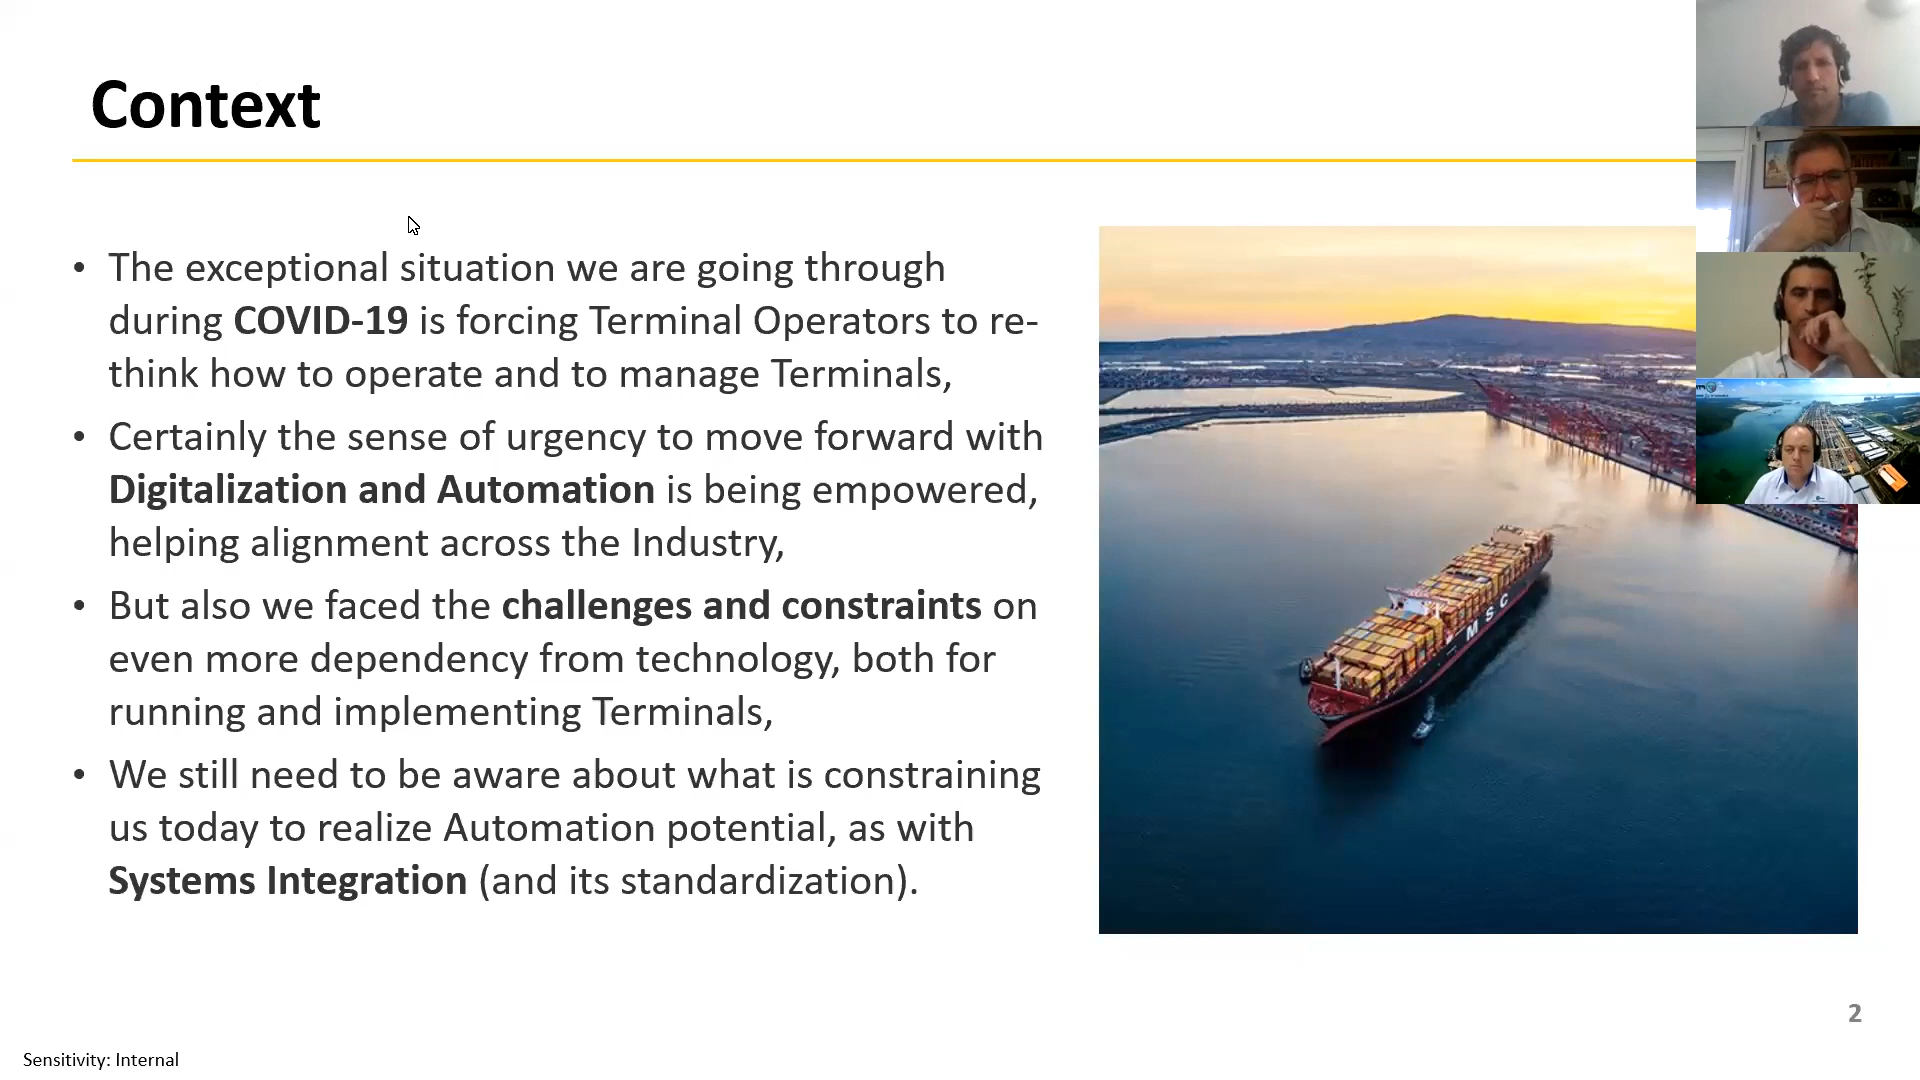 Context
• The exceptional situation we are going through
during COVID-19 is forcing Terminal Operators to re-
think how to operate and to manage Terminals,
• Certainly the sense of urgency to move forward with
Digitalization and Automation is being empowered,
helping alignment across the Industry,
• But also we faced the challenges and constraints on
even more dependency from technology, both for
running and implementing Terminals,
• We still need to be aware about what is constraining
us today to realize Automation potential, as with
Systems Integration (and its standardization).
M S C
2
Sensitivity: Internal